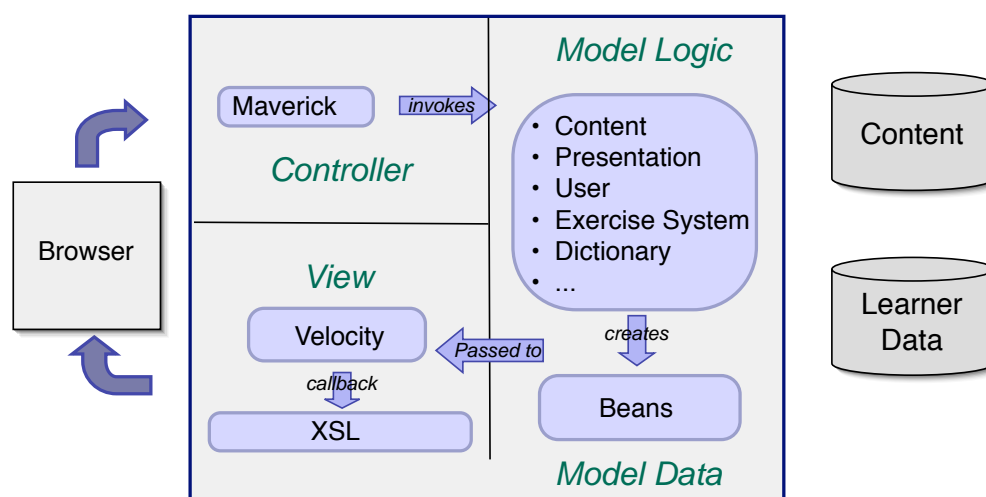 Model Logic
Maverick
invokes
Controller
• Content
• Presentation
• User
• Exercise System
• Dictionary
• ...
Content
Browser
View
Velocity
Passed to
creates
callback
XSL
Beans
Model Data
Learner
Data